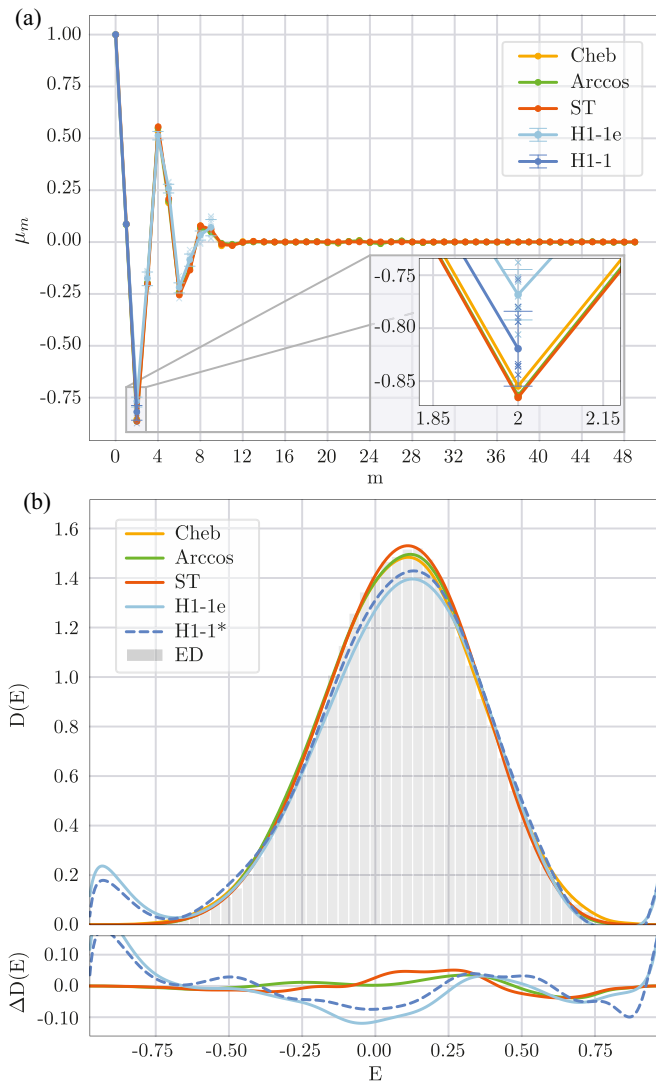 (a)
1.00
0.75
0.50
0.25
0.00
-0.25
-0.50
-0.75
μm
Cheb
Arccos
ST
H1-1e
H1-1
-0.75
-0.80
-0.85
1.85
2
2.15
0
4
8
12
16
20
24
28
32
36
40
44
48
m
(b)
1.6
1.4
1.2
1.0
0.8
0.6
0.4
0.2
0.0
D(E)
Cheb
Arccos
ST
H1-1e
H1-1*
ED
0.10
0.0
-0.10
ΔD(E)
-0.75
-0.50
-0.25
0.00
0.25
0.50
0.75
E